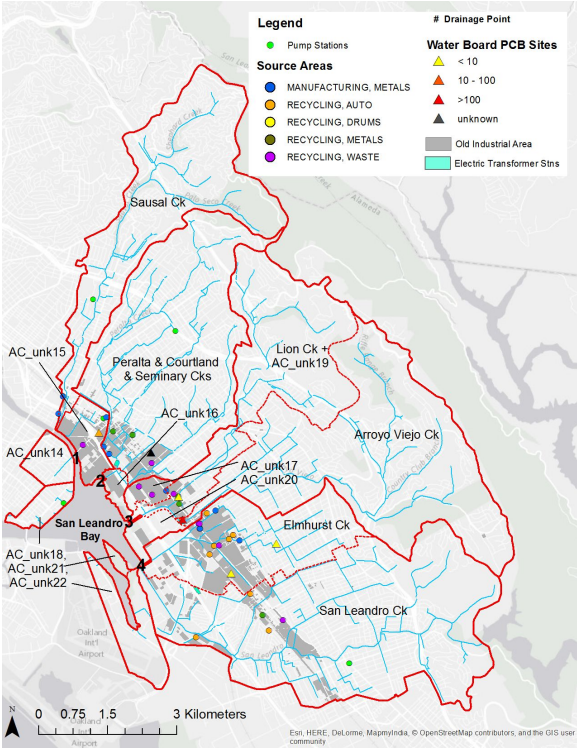 Legend
Pump Stations
Source Areas
MANUFACTURING, METALS
RECYCLING, AUTO
RECYCLING, DRUMS
RECYCLING, METALS
RECYCLING, WASTE
# Drainage Point
Water Board PCB Sites
< 10
10 - 100
>100
unknown
Old Industrial Area
Electric Transformer Stns
Alameda
Sausal Ck
AC_unk15
Peralta & Courtland
& Seminary Cks
Lion Ck +
AC_unk19
AC_unk16
Arroyo Viejo Ck
AC_unk14
1
2
AC_unk17
AC_unk20
3
San Leandro
Bay
Elmhurst Ck
4
AC_unk18,
AC_unk21,
AC_unk22
San Leandro Ck
Oakland
Int'l
Airport
Oakland
Int'l
Airport
N
0 0.75 1.5 3 Kilometers
Esri, HERE, DeLorme, MapmyIndia, © OpenStreetMap contributors, and the GIS user
community